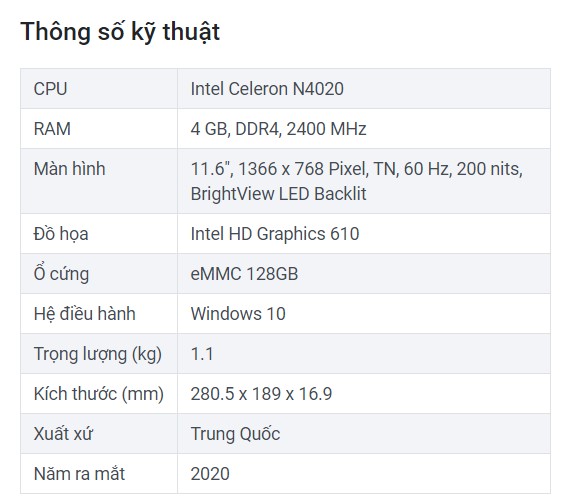 Thông số kỹ thuật
CPU Intel Celeron N4020
RAM 4 GB, DDR4, 2400 MHz
Màn hình 11.6", 1366 x 768 Pixel, TN, 60 Hz, 200 nits,
BrightView LED Backlit
Đồ họa Intel HD Graphics 610
Ổ cứng eMMC 128GB
Hệ điều hành Windows 10
Trọng lượng (kg) 1.1
Kích thước (mm) 280.5 x 189 x 16.9
Xuất xứ Trung Quốc
Năm ra mắt 2020